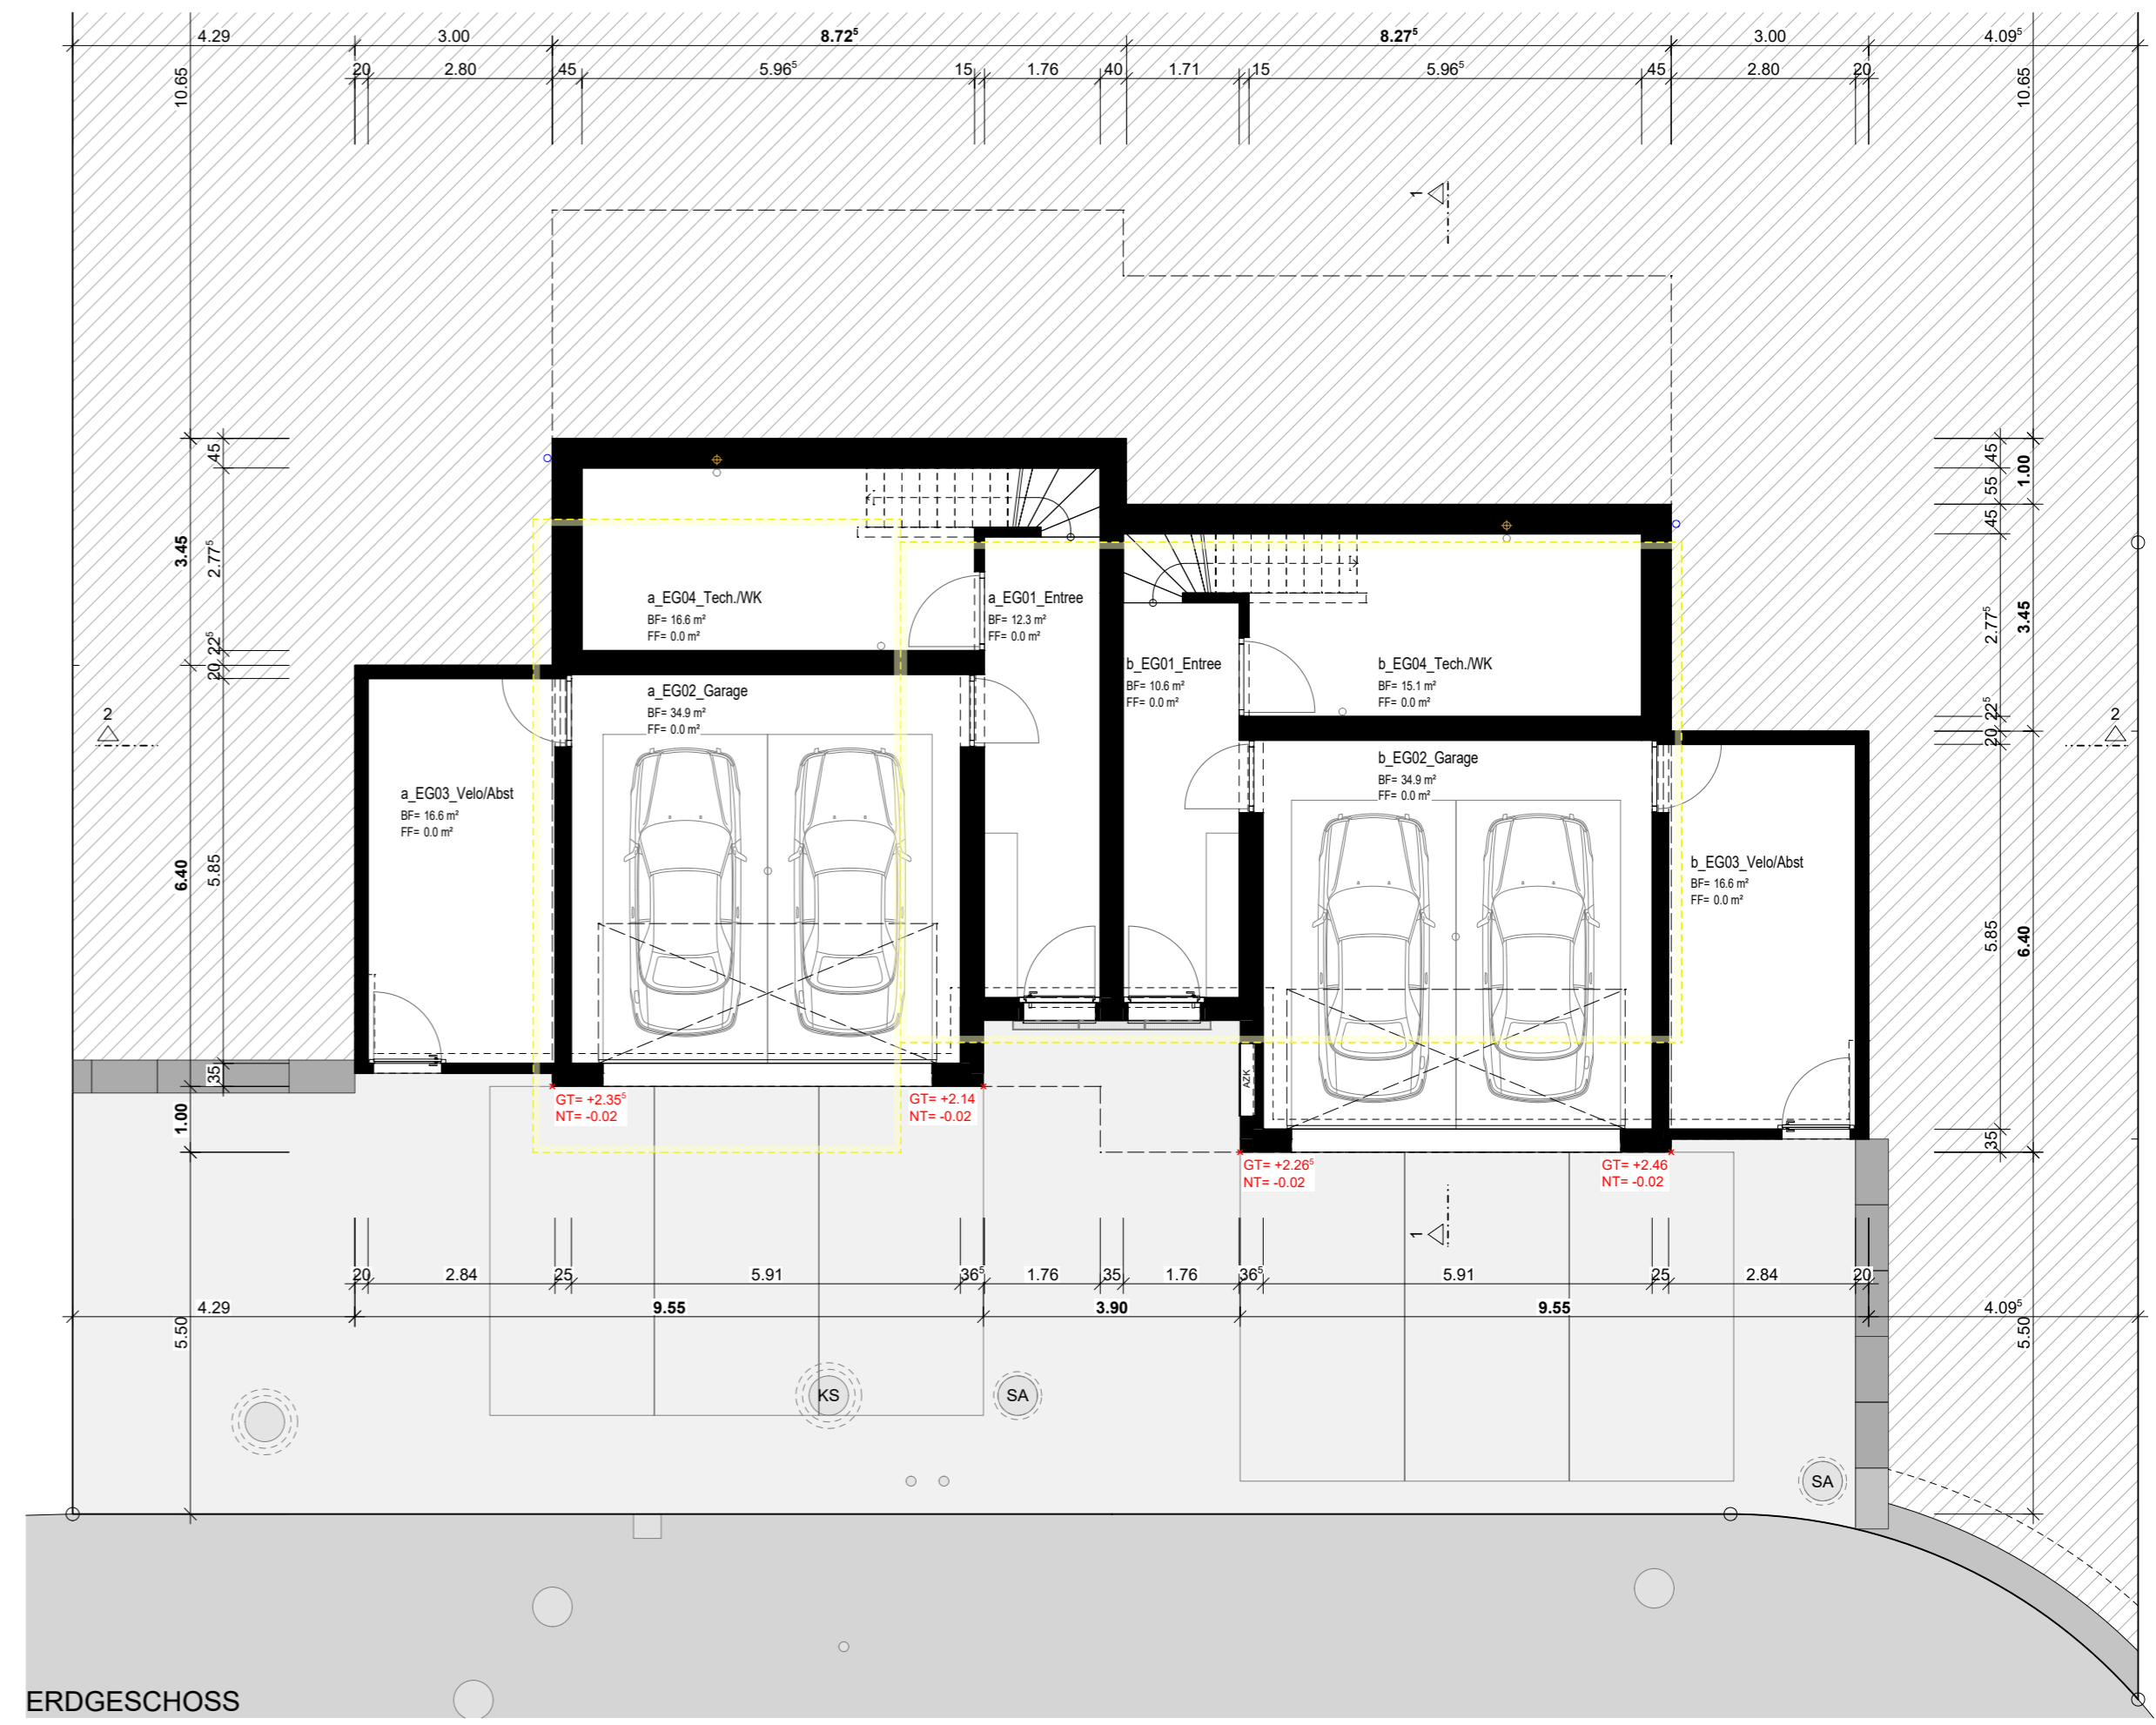 4.29 3.00 8.72⁵ 8.27⁵ 3.00 4.09⁵
20 2.80 45 5.96⁵ 15 1.76 40 1.71 15 5.96⁵ 45 2.80 20
10.65
10.65
1
45
3.45
2.77⁵
22⁵
20
6.40
5.85
35
1.00
5.50
45
1.00
55
45
2.77⁵
3.45
22⁵
20
5.85
6.40
35
5.50
a_EG04_Tech./WK
BF= 16.6 m²
FF= 0.0 m²
a_EG01_Entree
BF= 12.3 m²
FF= 0.0 m²
b_EG01_Entree
BF= 10.6 m²
FF= 0.0 m²
b_EG04_Tech./WK
BF= 15.1 m²
FF= 0.0 m²
a_EG02_Garage
BF= 34.9 m²
FF= 0.0 m²
2
2
b_EG02_Garage
BF= 34.9 m²
FF= 0.0 m²
a_EG03_Velo/Abst
BF= 16.6 m²
FF= 0.0 m²
b_EG03_Velo/Abst
BF= 16.6 m²
FF= 0.0 m²
AZK
GT= +2.35⁵
NT= -0.02
GT= +2.14
NT= -0.02
GT= +2.26⁵
NT= -0.02
GT= +2.46
NT= -0.02
1
20 2.84 25 5.91 36⁵ 1.76 35 1.76 36⁵ 5.91 25 2.84 20
4.29 9.55 3.90 9.55 4.09⁵
KS
SA
SA
ERDGESCHOSS